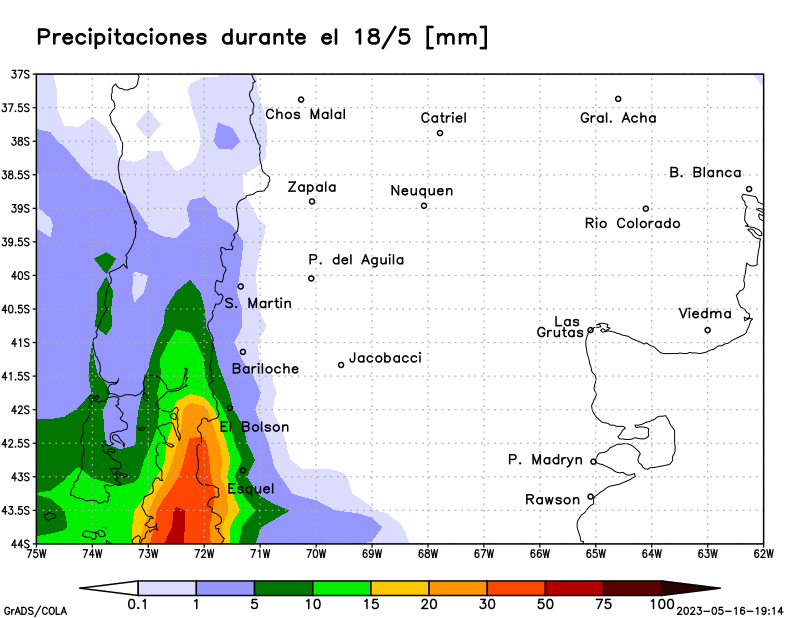 Precipitaciones durante el 18/5 [mm]
37S
37.5S
38S
38.5S
39S
39.5S
40S
40.5S
41S
41.5S
42S
42.5S
43S
43.5S
44S
Chos Malal
Catriel
Gral. Acha
B. Blanca
Zapala
Neuquen
Rio Colorado
P. del Aguila
S. Martin
Viedma
Las
Grutas
Bariloche
Jacobacci
El Bolson
P. Madryn
Esquel
Rawson
75W 74W 73W 72W 71W 70W 69W 68W 67W 66W 65W 64W 63W 62W
0.1 1 5 10 15 20 30 50 75 100
GrADS/COLA
2023-05-16-19:14